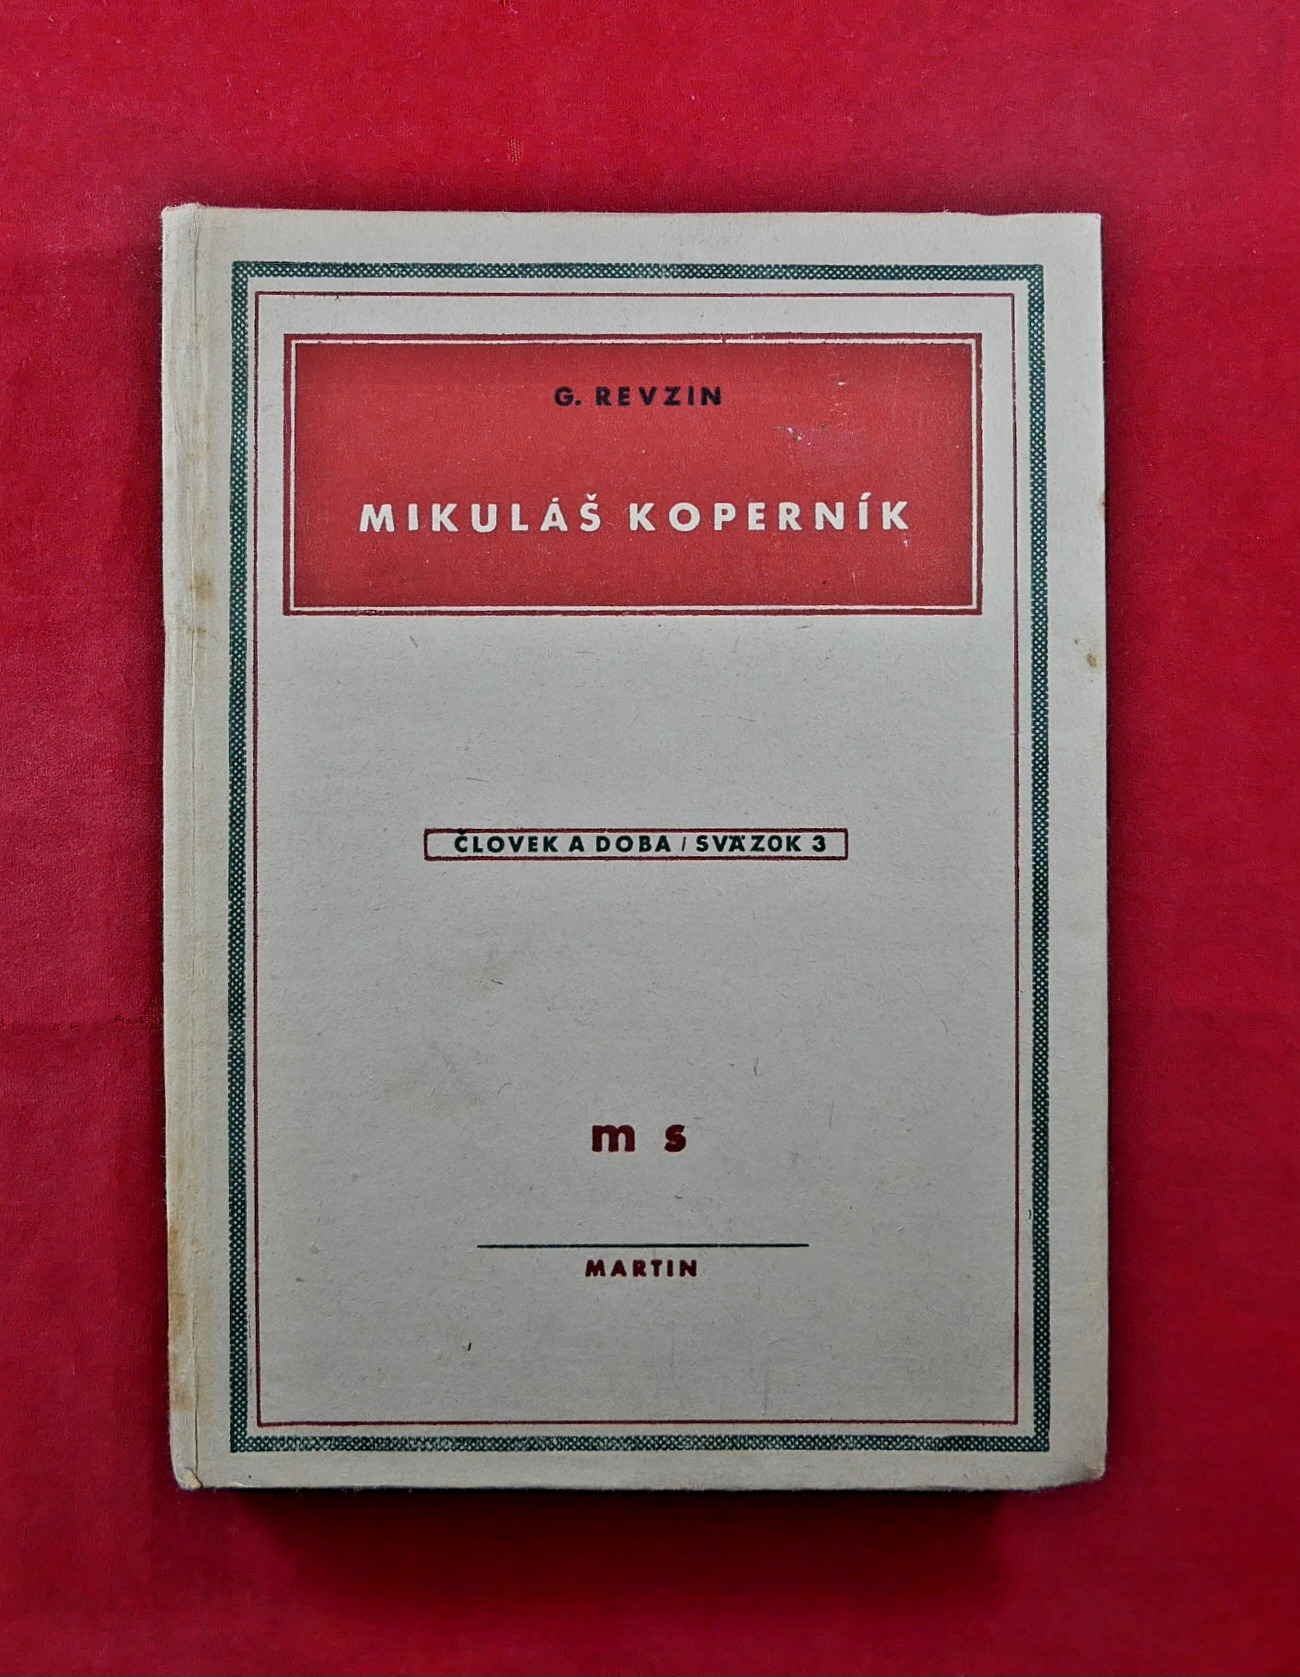 G. REVZIN
MIKULÁŠ KOPERNÍK
ČLOVEK A DOBA / SVÄZOK 3
m s
MARTIN